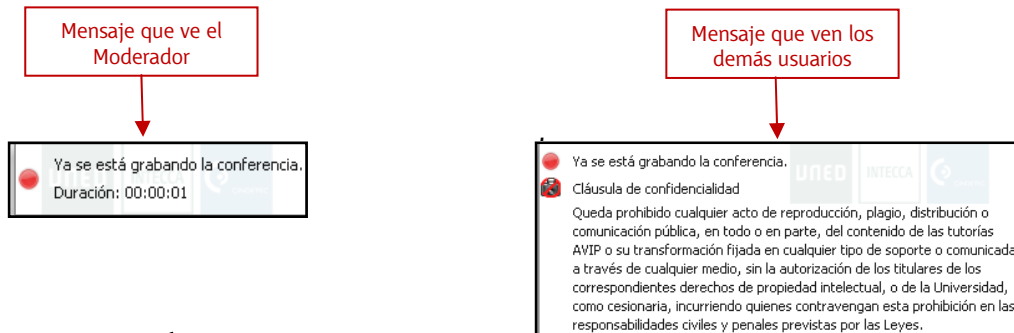 Mensaje que ve el
Moderador
Ya se está grabando la conferencia.
Duración: 00:00:01
Mensaje que ven los
demás usuarios
Ya se está grabando la conferencia.
UNED INTECCA
Cláusula de confidencialidad
Queda prohibido cualquier acto de reproducción, plagio, distribución o
comunicación pública, en todo o en parte, del contenido de las tutorías
AVIP o su transformación fijada en cualquier tipo de soporte o comunicada
a través de cualquier medio, sin la autorización de los titulares de los
correspondientes derechos de propiedad intelectual, o de la Universidad,
como cesionaria, incurriendo quienes contravengan esta prohibición en las
responsabilidades civiles y penales previstas por las Leyes.